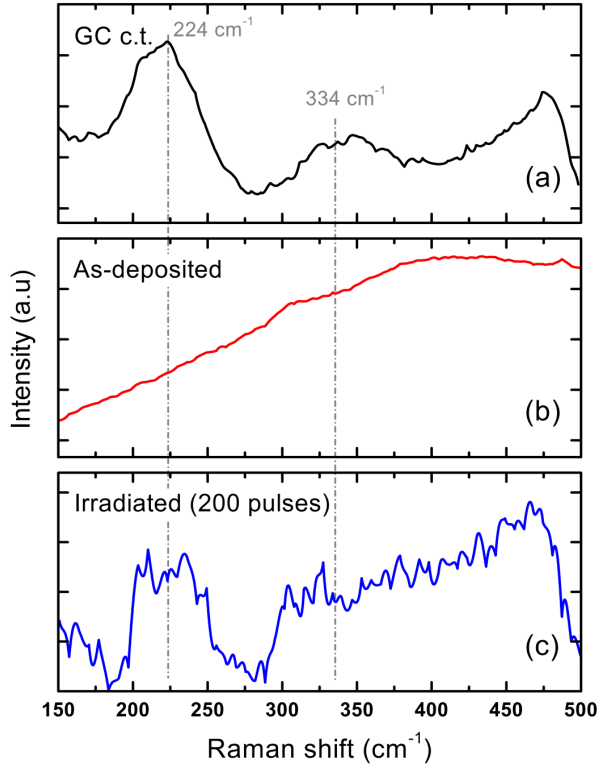 GC c.t.
224 cm⁻¹
334 cm⁻¹
(a)
As-deposited
(b)
Irradiated (200 pulses)
(c)
Intensity (a.u)
150 200 250 300 350 400 450 500
Raman shift (cm⁻¹)